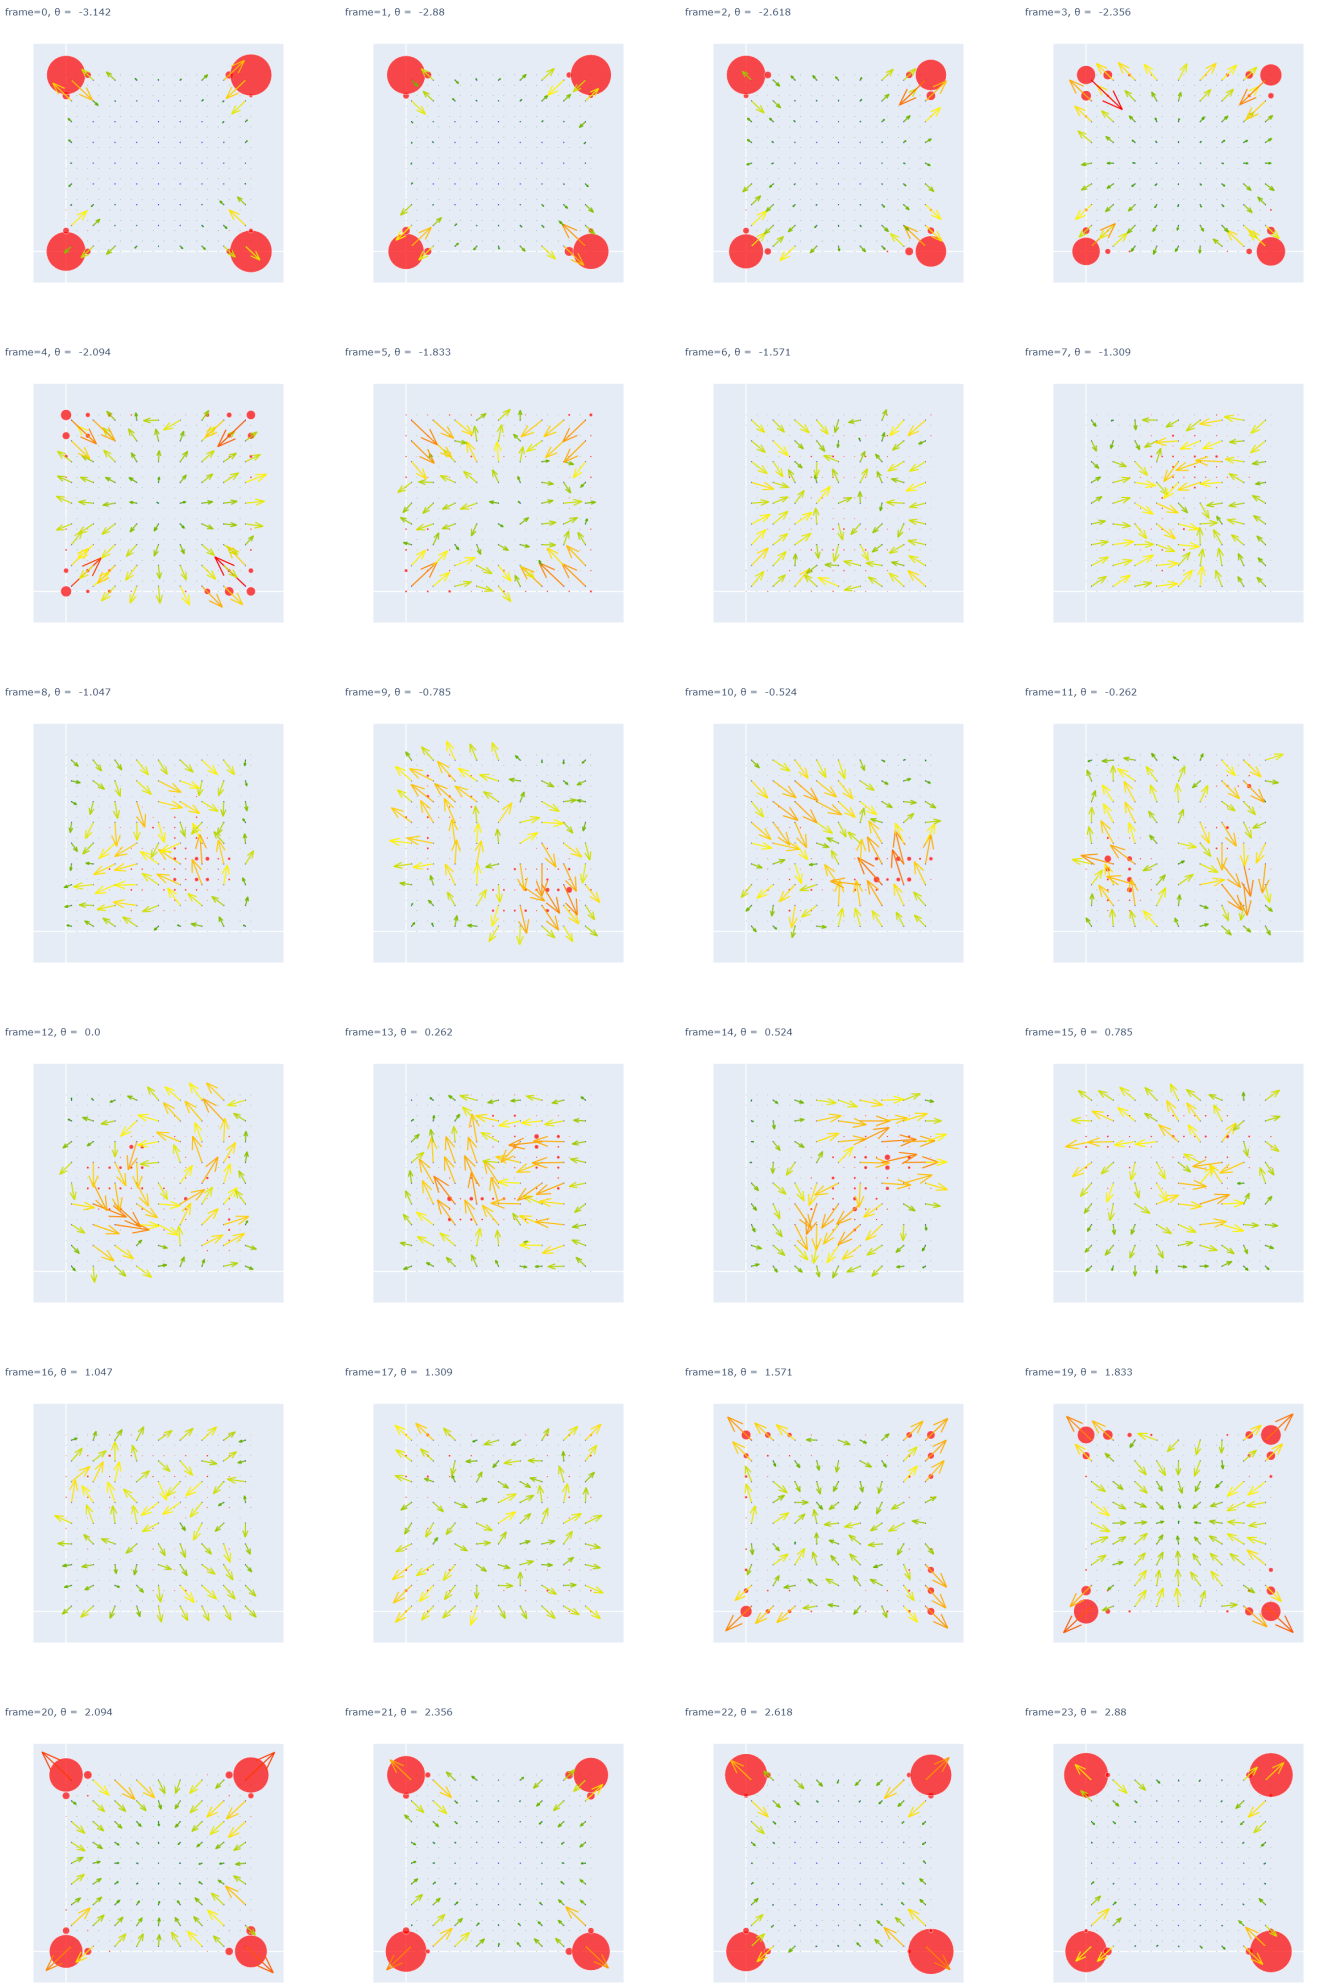 frame=0, θ = -3.142
frame=1, θ = -2.88
frame=2, θ = -2.618
frame=3, θ = -2.356
frame=4, θ = -2.094
frame=5, θ = -1.833
frame=6, θ = -1.571
frame=7, θ = -1.309
frame=8, θ = -1.047
frame=9, θ = -0.785
frame=10, θ = -0.524
frame=11, θ = -0.262
frame=12, θ = 0.0
frame=13, θ = 0.262
frame=14, θ = 0.524
frame=15, θ = 0.785
frame=16, θ = 1.047
frame=17, θ = 1.309
frame=18, θ = 1.571
frame=19, θ = 1.833
frame=20, θ = 2.094
frame=21, θ = 2.356
frame=22, θ = 2.618
frame=23, θ = 2.88